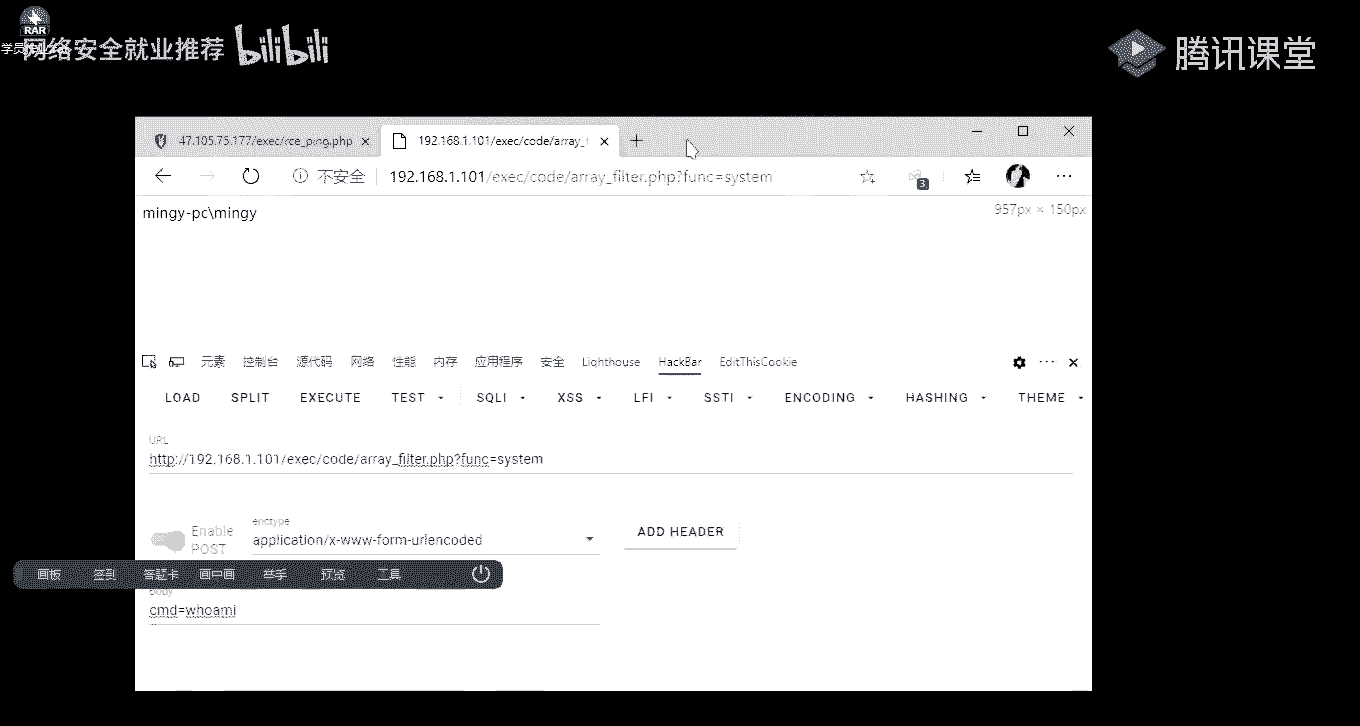 RAR
网络安全就业推荐 bilibili
腾讯课堂
47.105.75.177/exec/rce_ping.php
192.168.1.101/exec/code/array_f
不安全 192.168.1.101/exec/code/array_filter.php?func=system
3
mingy-pc\mingy
957px × 150px
元素 控制台 源代码 网络 性能 内存 应用程序 安全 Lighthouse HackBar EditThisCookie
LOAD SPLIT EXECUTE TEST SQLI XSS LFI SSTI ENCODING HASHING THEME
URL
http://192.168.1.101/exec/code/array_filter.php?func=system
Enable
POST
enctype
application/x-www-form-urlencoded
ADD HEADER
画板 签到 答题卡 画中画 举手 预览 工具
body
cmd=whoami